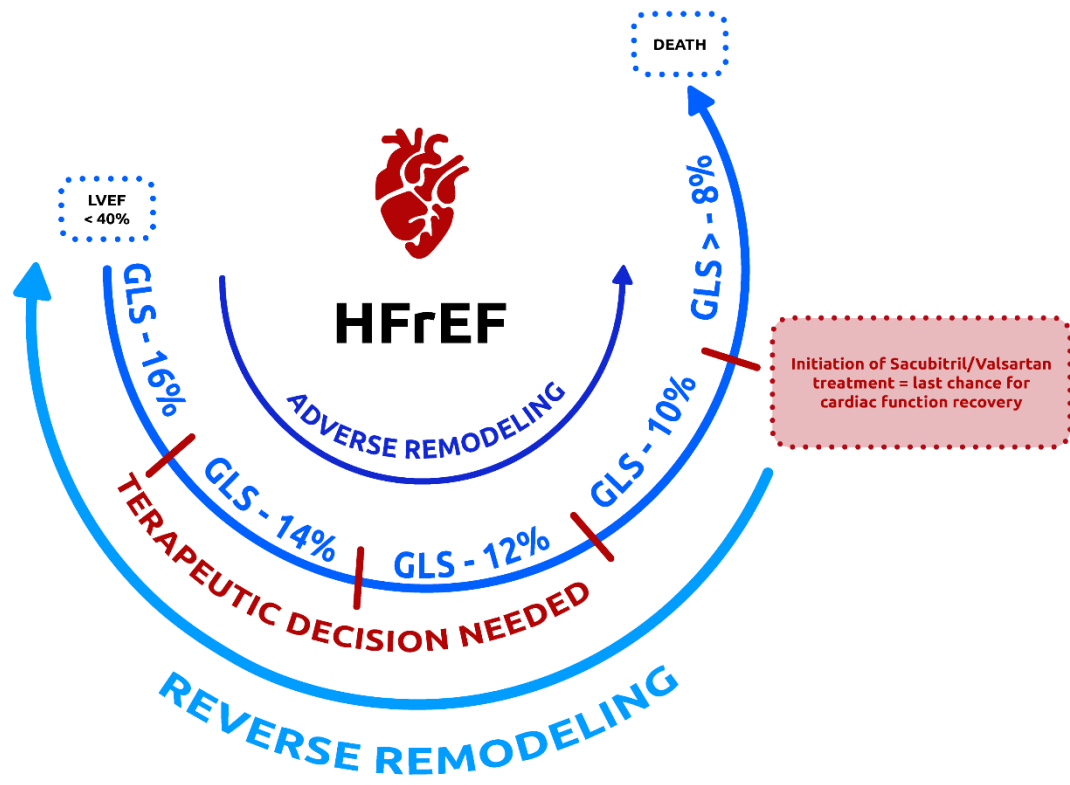 DEATH
LVEF
< 40%
HFrEF
ADVERSE REMODELING
GLS - 16%
GLS - 14%
GLS - 12%
GLS - 10%
GLS > - 8%
Initiation of Sacubitril/Valsartan
treatment = last chance for
cardiac function recovery
TERAPEUTIC DECISION NEEDED
REVERSE REMODELING